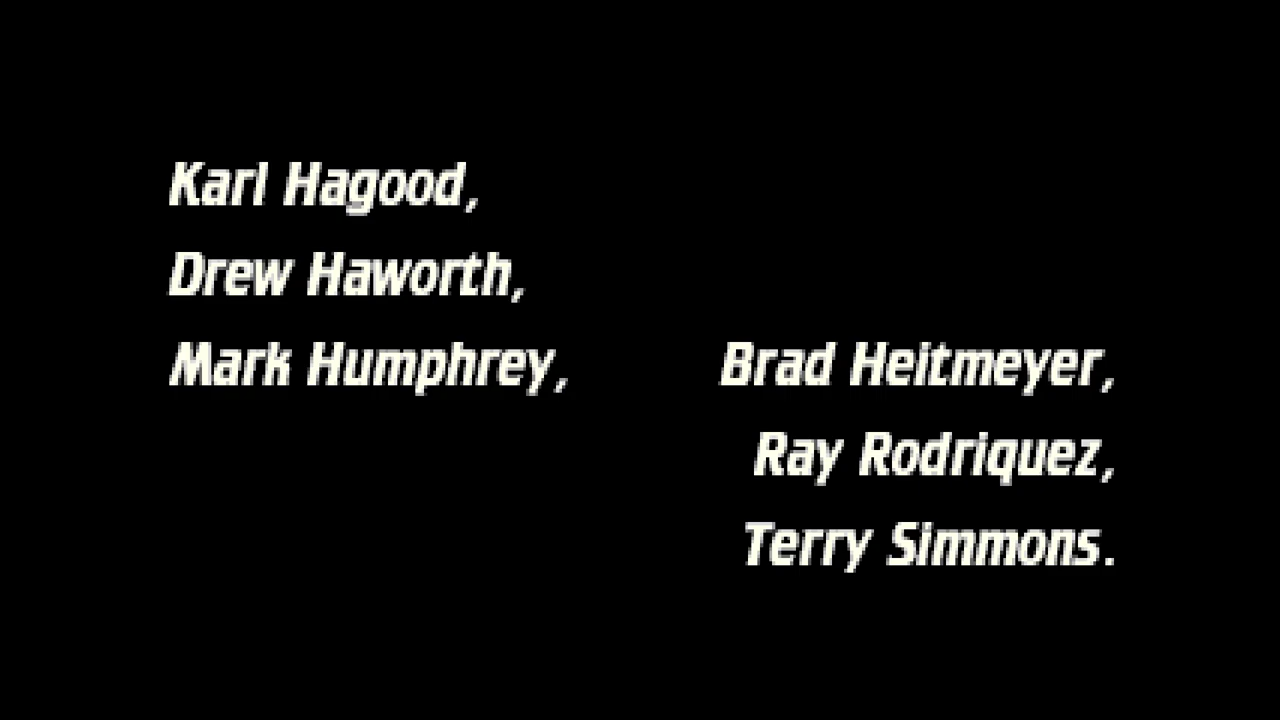 Karl Hagood,
Drew Haworth,
Mark Humphrey,
Brad Heitmeyer,
Ray Rodriquez,
Terry Simmons.